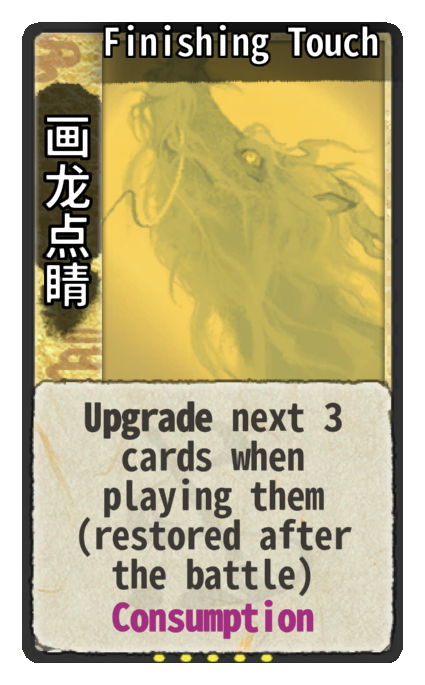 Finishing Touch
画龙点睛
Upgrade next 3
cards when
playing them
(restored after
the battle)
Consumption